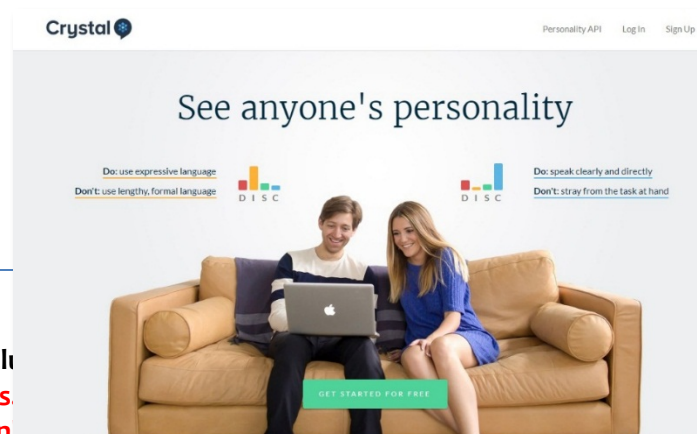 Crystal
Personality API Log In Sign Up
See anyone's personality
Do: use expressive language
Don't: use lengthy, formal language
D I S C
D I S C
Do: speak clearly and directly
Don't: stray from the task at hand
GET STARTED FOR FREE